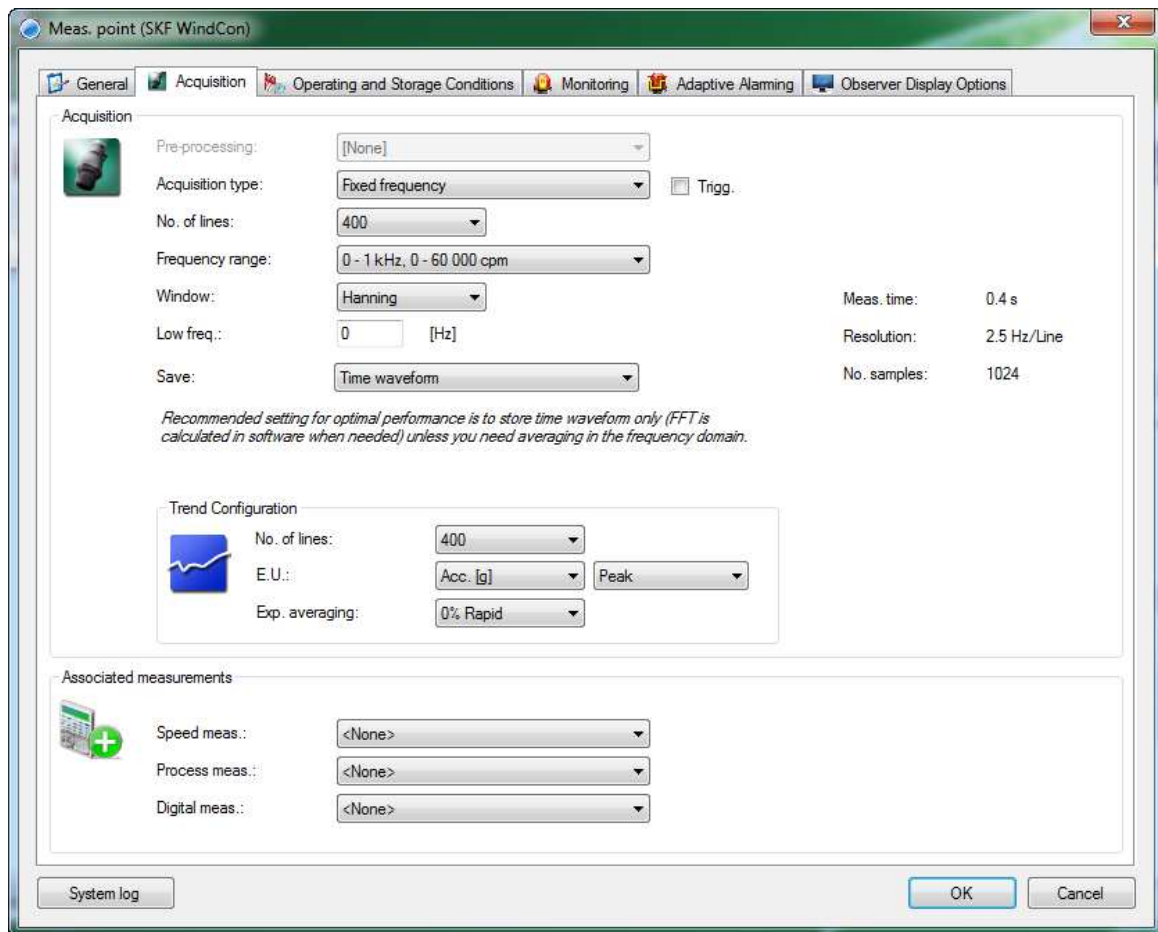 Meas. point (SKF WindCon)
General Acquisition Operating and Storage Conditions Monitoring Adaptive Alarming Observer Display Options
Acquisition
Pre-processing: [None]
Acquisition type: Fixed frequency Trigg.
No. of lines: 400
Frequency range: 0 - 1 kHz, 0 - 60 000 cpm
Window: Hanning Meas. time: 0.4 s
Low freq.: 0 [Hz] Resolution: 2.5 Hz/Line
Save: Time waveform No. samples: 1024
Recommended setting for optimal performance is to store time waveform only (FFT is
calculated in software when needed) unless you need averaging in the frequency domain.
Trend Configuration
No. of lines: 400
E.U.: Acc. [g] Peak
Exp. averaging: 0% Rapid
Associated measurements
Speed meas.: <None>
Process meas.: <None>
Digital meas.: <None>
System log OK Cancel